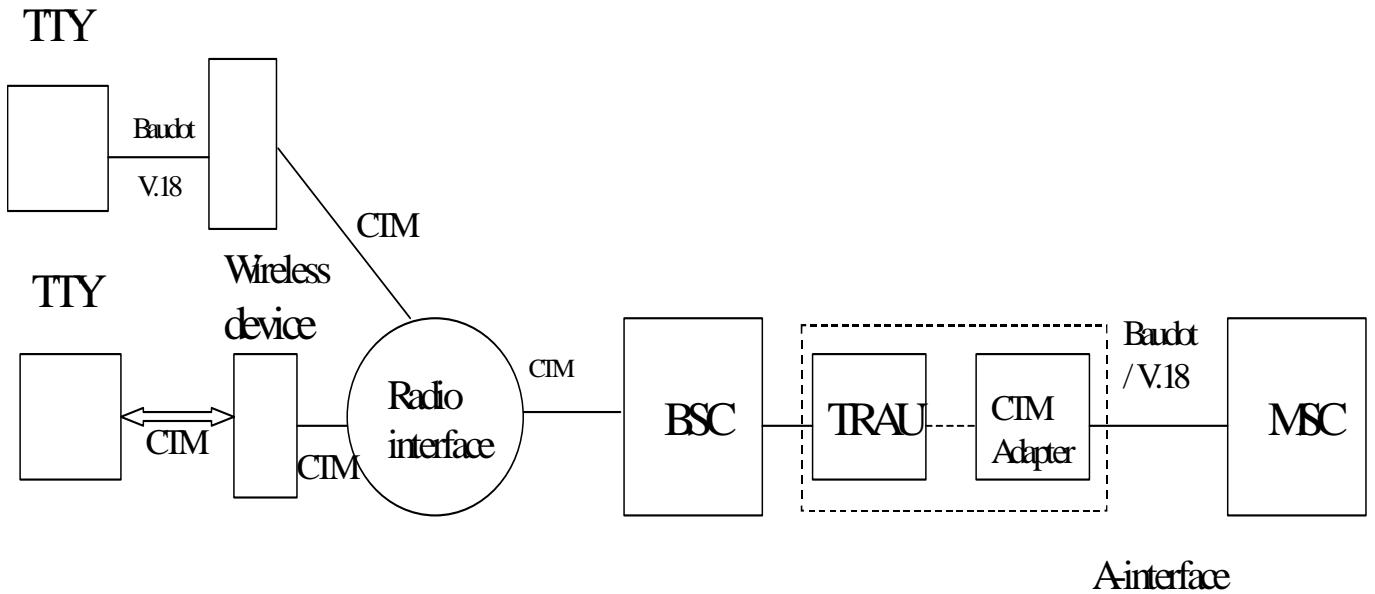 TTY
Baudot
V.18
CTM
Wireless
device
TTY
CTM
CTM
Radio
interface
CTM
BSC
TRAU
CTM
Adapter
Baudot
/ V.18
MSC
A-interface